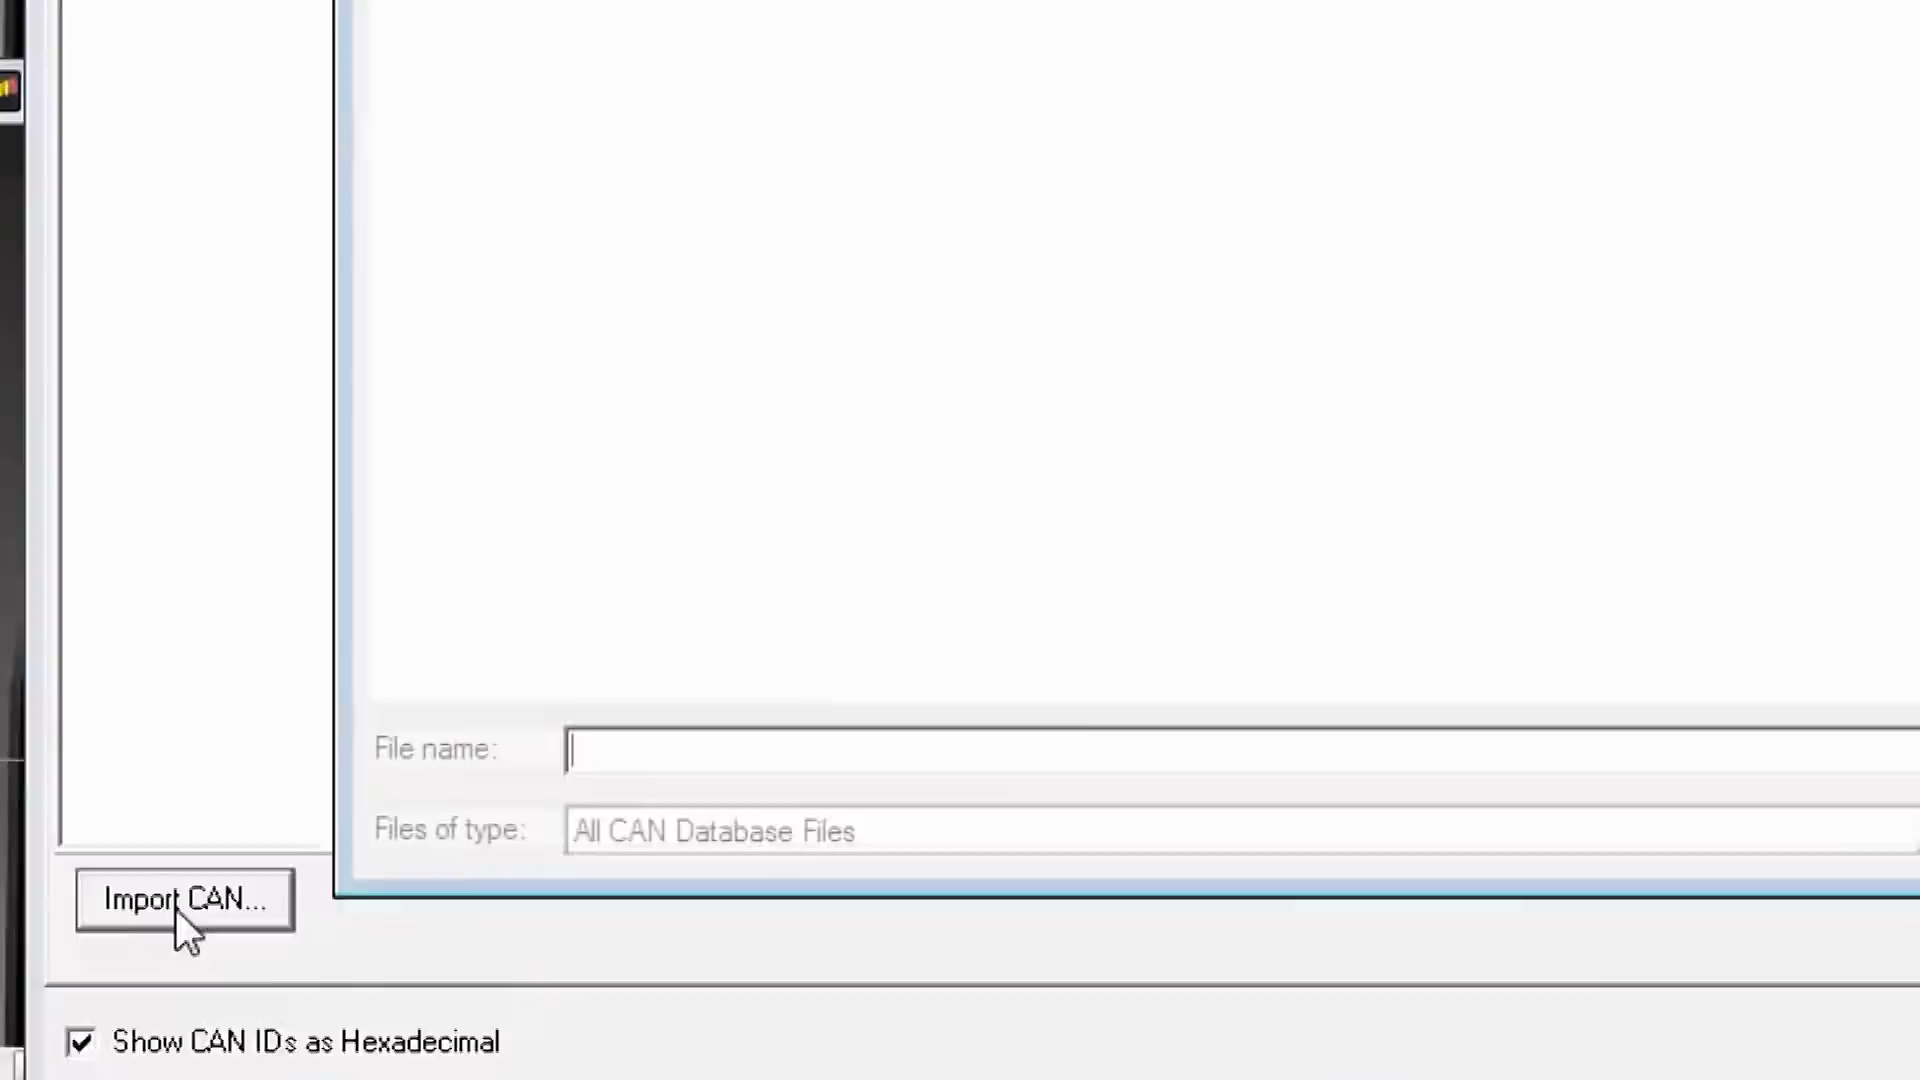 File name:
Files of type: All CAN Database Files
Import CAN...
Show CAN IDs as Hexadecimal